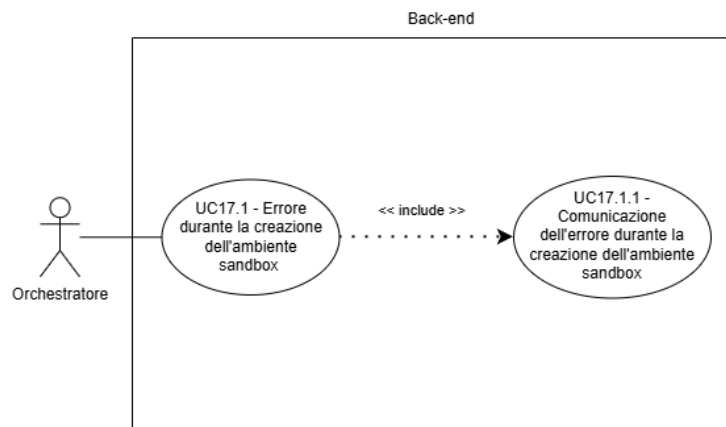 Back-end
UC17.1 - Errore
durante la creazione
dell'ambiente
sandbox
<< include >>
UC17.1.1 -
Comunicazione
dell'errore durante la
creazione dell'ambiente
sandbox
Orchestratore